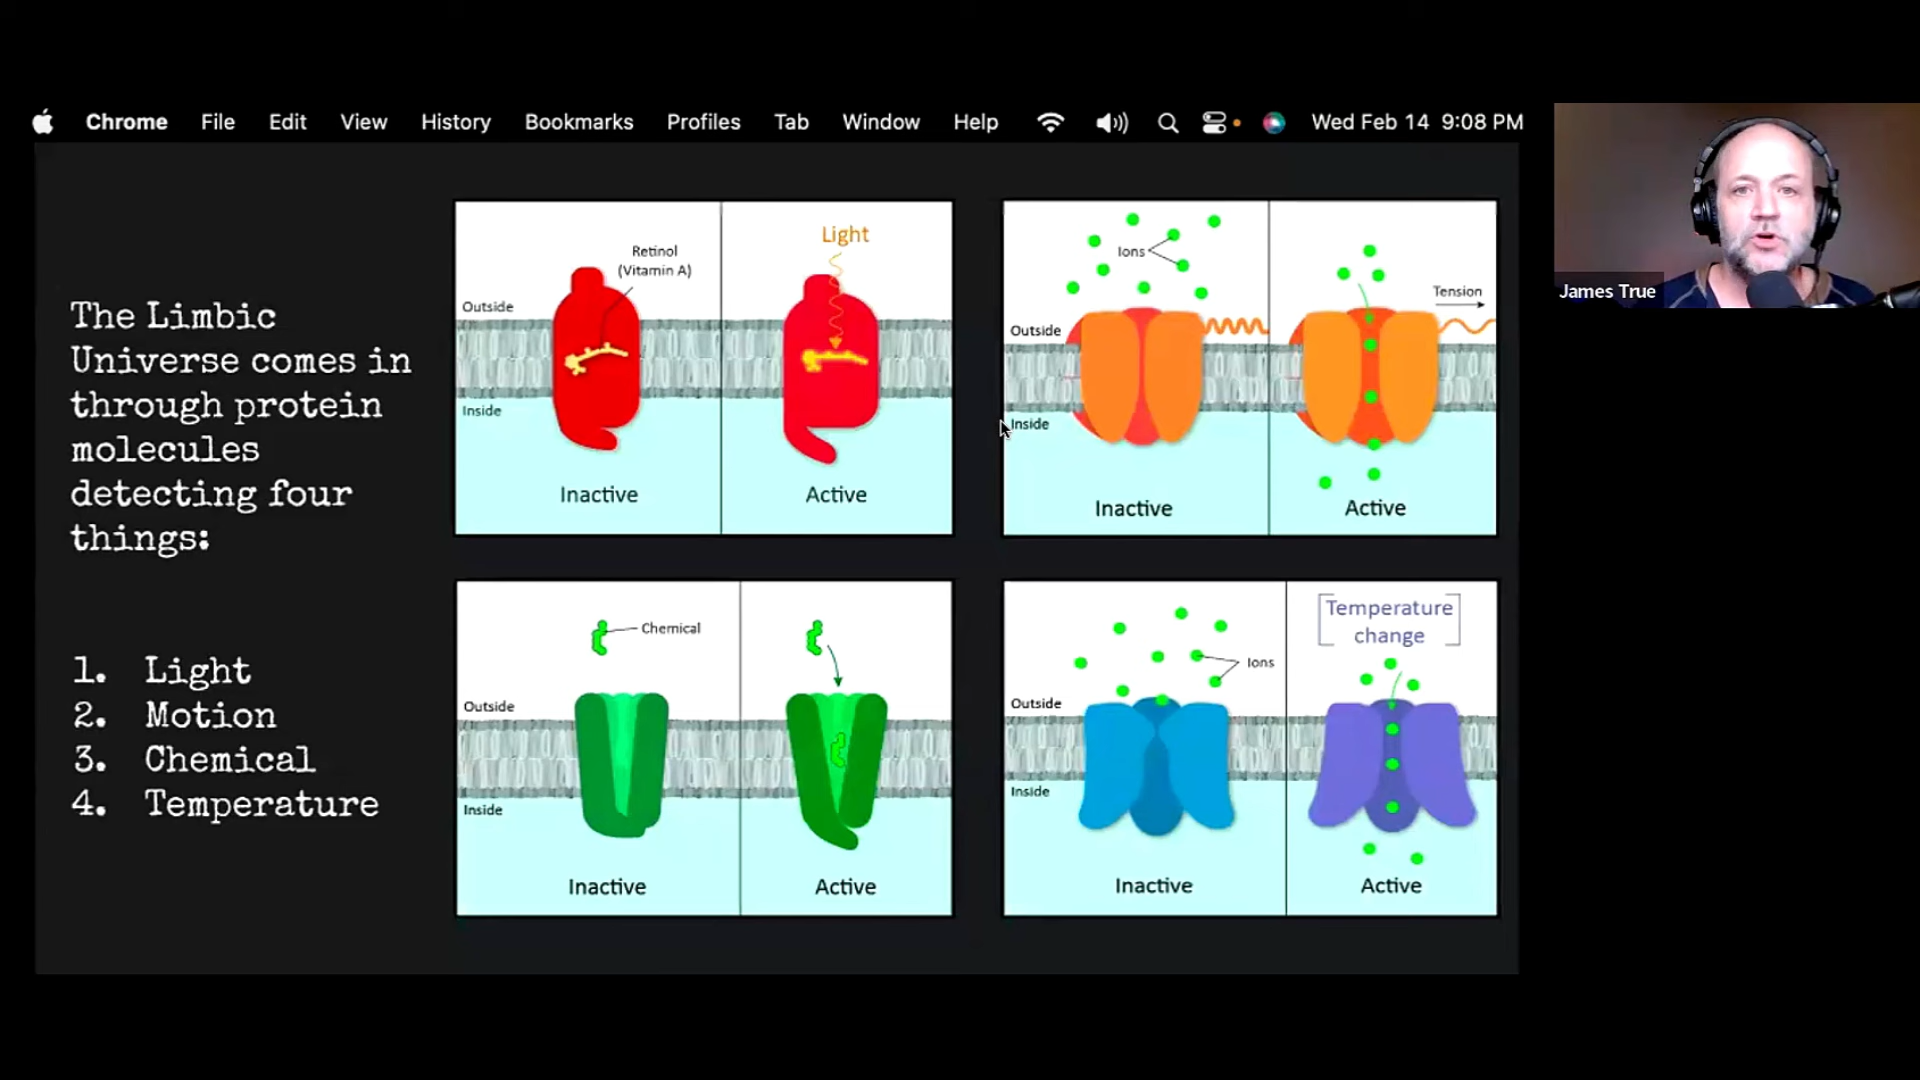 Chrome File Edit View History Bookmarks Profiles Tab Window Help Wed Feb 14 9:08 PM
The Limbic
Universe comes in
through protein
molecules
detecting four
things:
1. Light
2. Motion
3. Chemical
4. Temperature
Retinol
(Vitamin A)
Outside
Inside
Inactive
Light
Active
Ions
Outside
Inside
Inactive
Tension
Active
Chemical
Outside
Inside
Inactive
Active
Ions
Outside
Inside
Inactive
Temperature
change
Active
James True